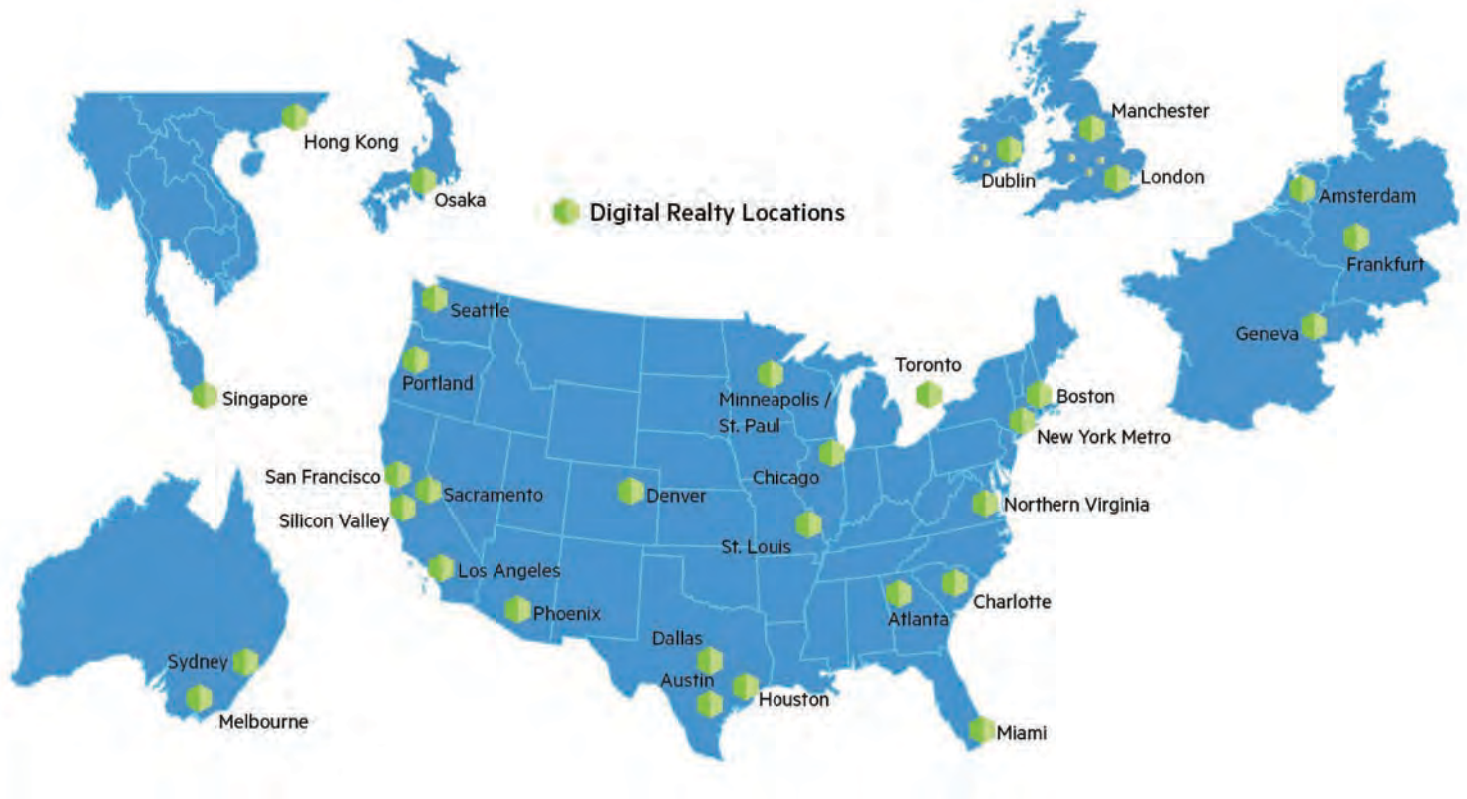 Manchester
Hong Kong
Osaka
Dublin
London
Amsterdam
Digital Realty Locations
Frankfurt
Seattle
Geneva
Toronto
Portland
Singapore
Minneapolis /
St. Paul
Boston
New York Metro
San Francisco
Chicago
Sacramento
Denver
Northern Virginia
Silicon Valley
St. Louis
Los Angeles
Charlotte
Phoenix
Atlanta
Dallas
Sydney
Austin
Houston
Melbourne
Miami